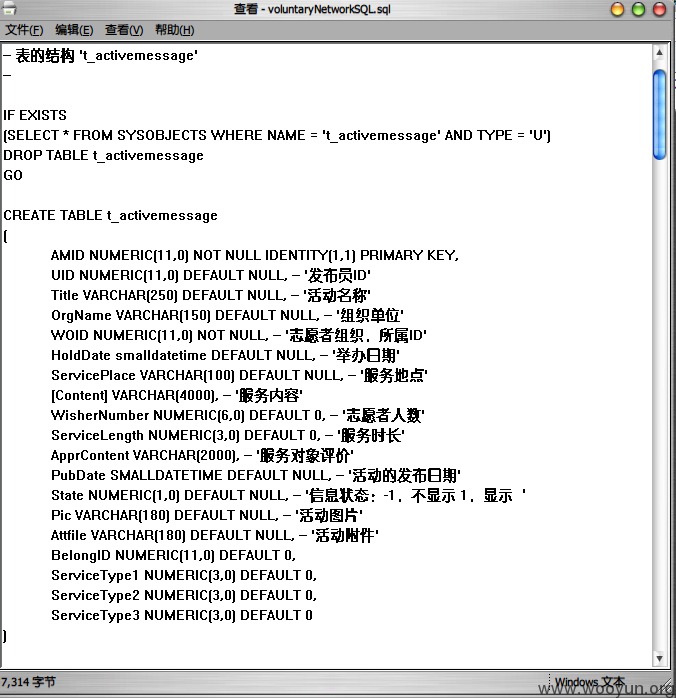 查看 - voluntaryNetworkSQL.sql
文件(F) 编辑(E) 查看(V) 帮助(H)
– 表的结构 't_activemessage'
–
IF EXISTS
(SELECT * FROM SYSOBJECTS WHERE NAME = 't_activemessage' AND TYPE = 'U')
DROP TABLE t_activemessage
GO
CREATE TABLE t_activemessage
(
AMID NUMERIC(11,0) NOT NULL IDENTITY(1,1) PRIMARY KEY,
UID NUMERIC(11,0) DEFAULT NULL, – '发布员ID'
Title VARCHAR(250) DEFAULT NULL, – '活动名称'
OrgName VARCHAR(150) DEFAULT NULL, – '组织单位'
WOID NUMERIC(11,0) NOT NULL, – '志愿者组织，所属ID'
HoldDate smalldatetime DEFAULT NULL, – '举办日期'
ServicePlace VARCHAR(100) DEFAULT NULL, – '服务地点'
[Content] VARCHAR(4000), – '服务内容'
WisherNumber NUMERIC(6,0) DEFAULT 0, – '志愿者人数'
ServiceLength NUMERIC(3,0) DEFAULT 0, – '服务时长'
ApprContent VARCHAR(2000), – '服务对象评价'
PubDate SMALLDATETIME DEFAULT NULL, – '活动的发布日期'
State NUMERIC(1,0) DEFAULT NULL, – '信息状态：-1，不显示 1，显示  '
Pic VARCHAR(180) DEFAULT NULL, – '活动图片'
Attfile VARCHAR(180) DEFAULT NULL, – '活动附件'
BelongID NUMERIC(11,0) DEFAULT 0,
ServiceType1 NUMERIC(3,0) DEFAULT 0,
ServiceType2 NUMERIC(3,0) DEFAULT 0,
ServiceType3 NUMERIC(3,0) DEFAULT 0
)
7,314 字节 Windows 文本
www.wooyun.org